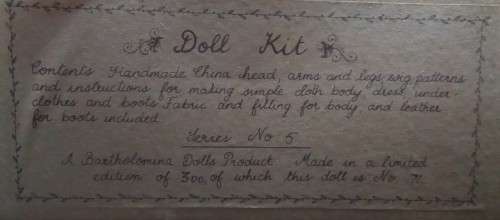 Doll Kit
Contents Handmade China head, arms and legs, wig patterns
and instructions for making simple cloth body dress under-
clothes and boots Fabric and filling for body and leather
for boots included
Series No 5
A Bartholomina Dolls Product Made in a limited
edition of 300, of which this doll is No